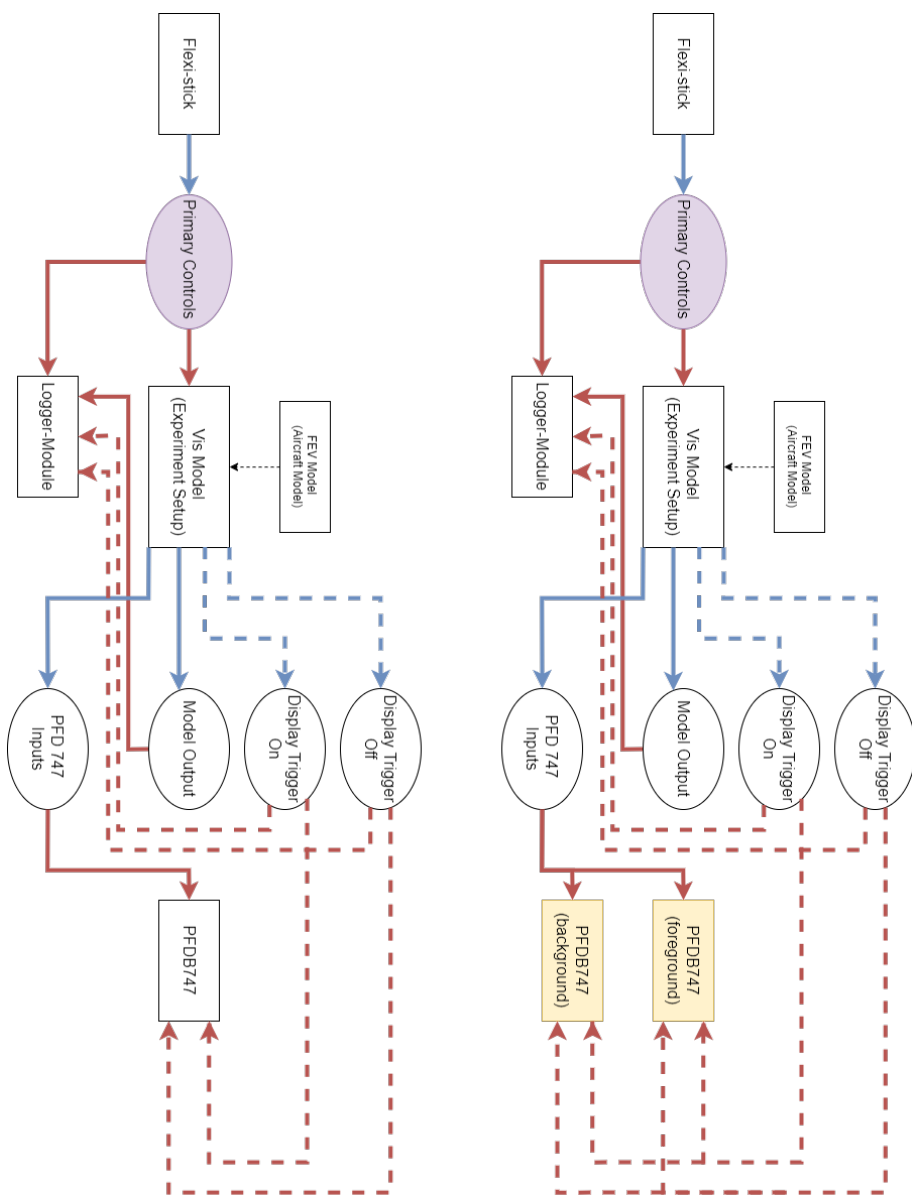 Flexi-stick
Primary Controls
Logger-Module
Vis Model
(Experiment Setup)
FEV Model
(Aircraft Model)
Display Trigger
Off
Display Trigger
On
Model Output
PFD 747
Inputs
PFDB747
(foreground)
PFDB747
(background)
Flexi-stick
Primary Controls
Logger-Module
Vis Model
(Experiment Setup)
FEV Model
(Aircraft Model)
Display Trigger
Off
Display Trigger
On
Model Output
PFD 747
Inputs
PFDB747